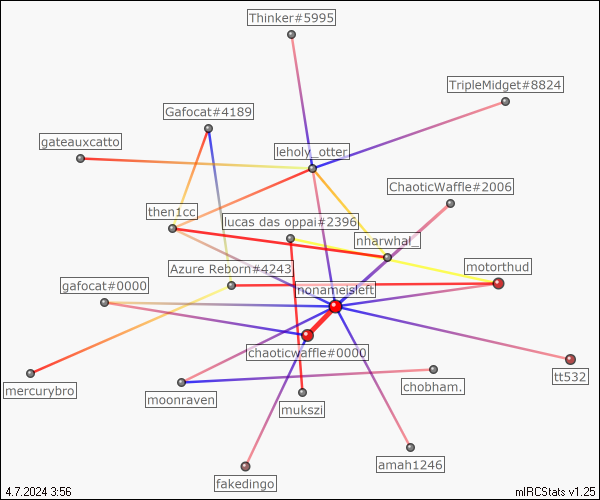 Thinker#5995
TripleMidget#8824
Gafocat#4189
gateauxcatto
leholy_otter
ChaoticWaffle#2006
then1cc
lucas das oppai#2396
nharwhal_
Azure Reborn#4243
motorthud
gafocat#0000
nonameisleft
chaoticwaffle#0000
mercurybro
moonraven
chobham.
tt532
mukszi
fakedingo
amah1246
4.7.2024 3:56
mIRCStats v1.25